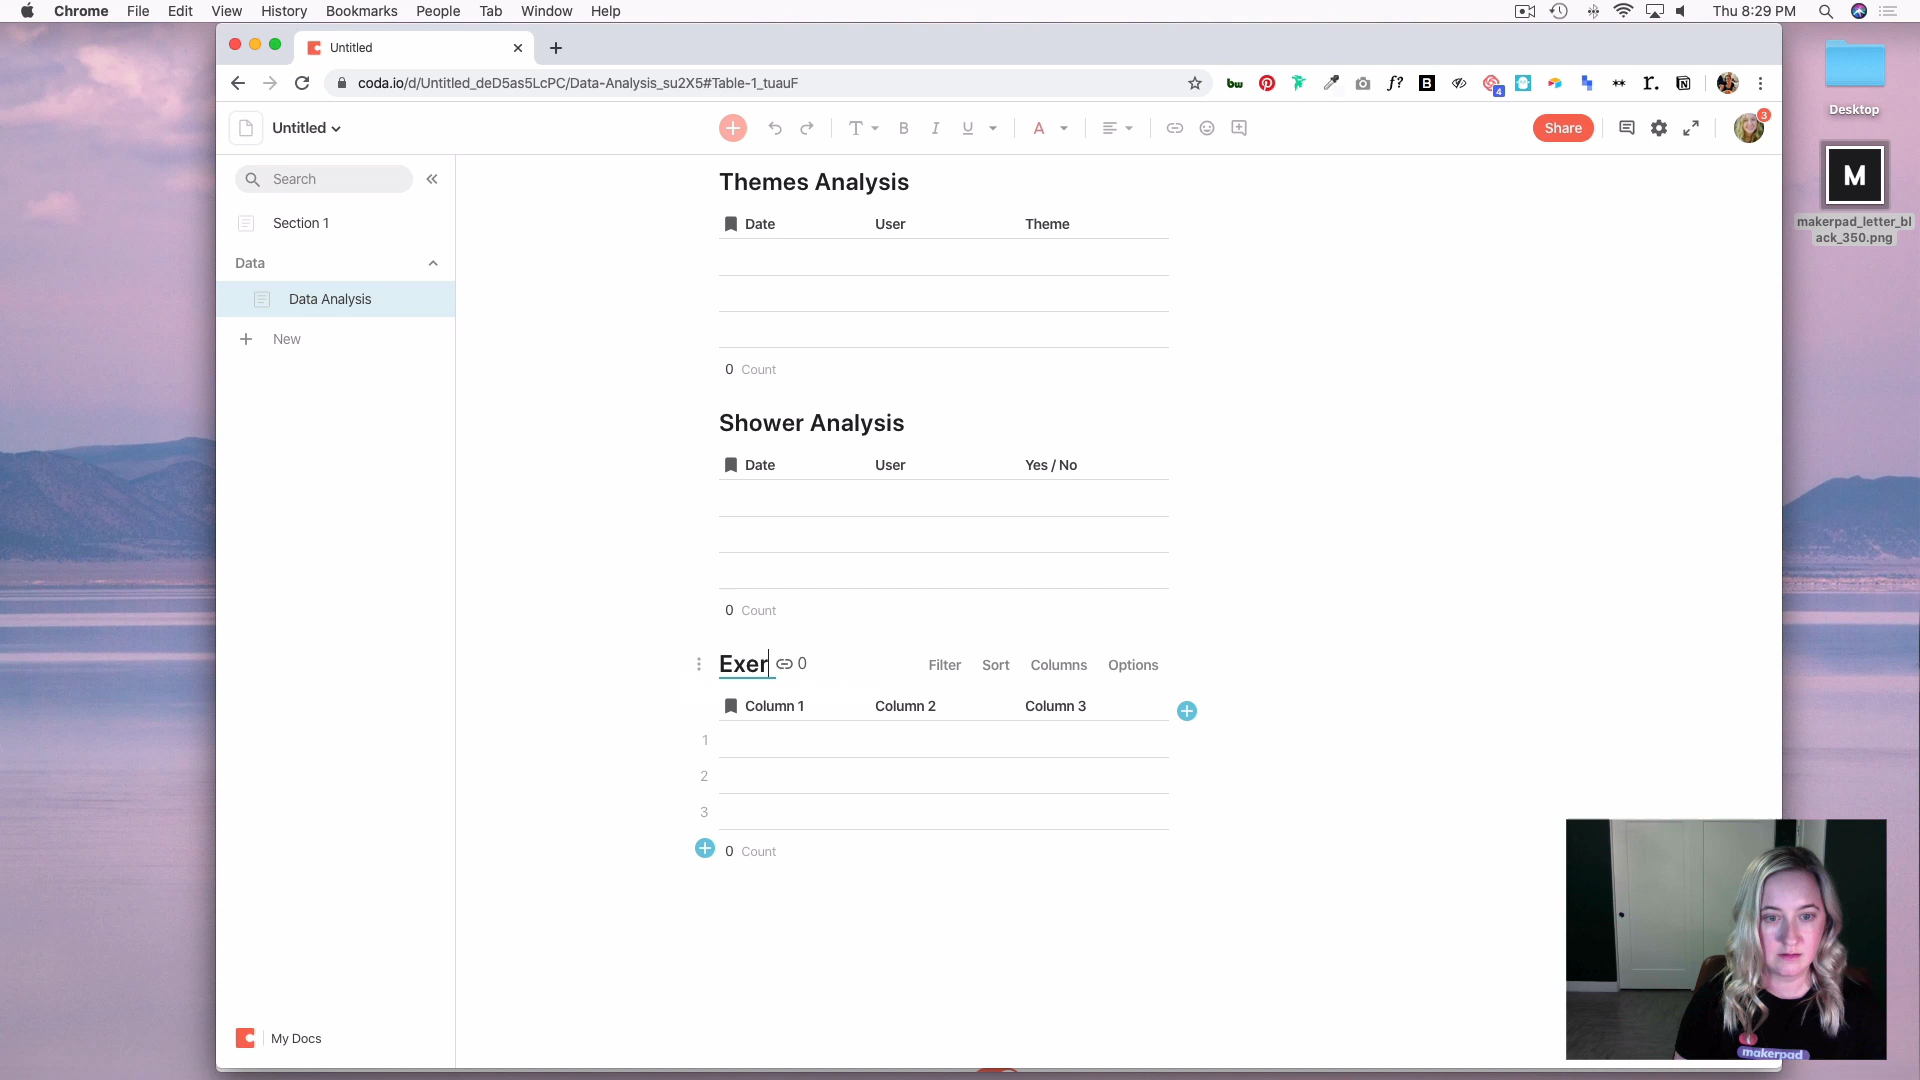 Chrome File Edit View History Bookmarks People Tab Window Help
Thu 8:29 PM
Untitled
coda.io/d/Untitled_deD5as5LcPC/Data-Analysis_su2X5#Table-1_tuauF
bw
f?
B
4
r.
Untitled
T B I U A
Share
3
Desktop
M
makerpad_letter_bl
ack_350.png
Search
Section 1
Data
Data Analysis
New
Themes Analysis
Date User Theme
0 Count
Shower Analysis
Date User Yes / No
0 Count
Exer 0
Filter Sort Columns Options
Column 1 Column 2 Column 3
1
2
3
0 Count
My Docs
makerpad